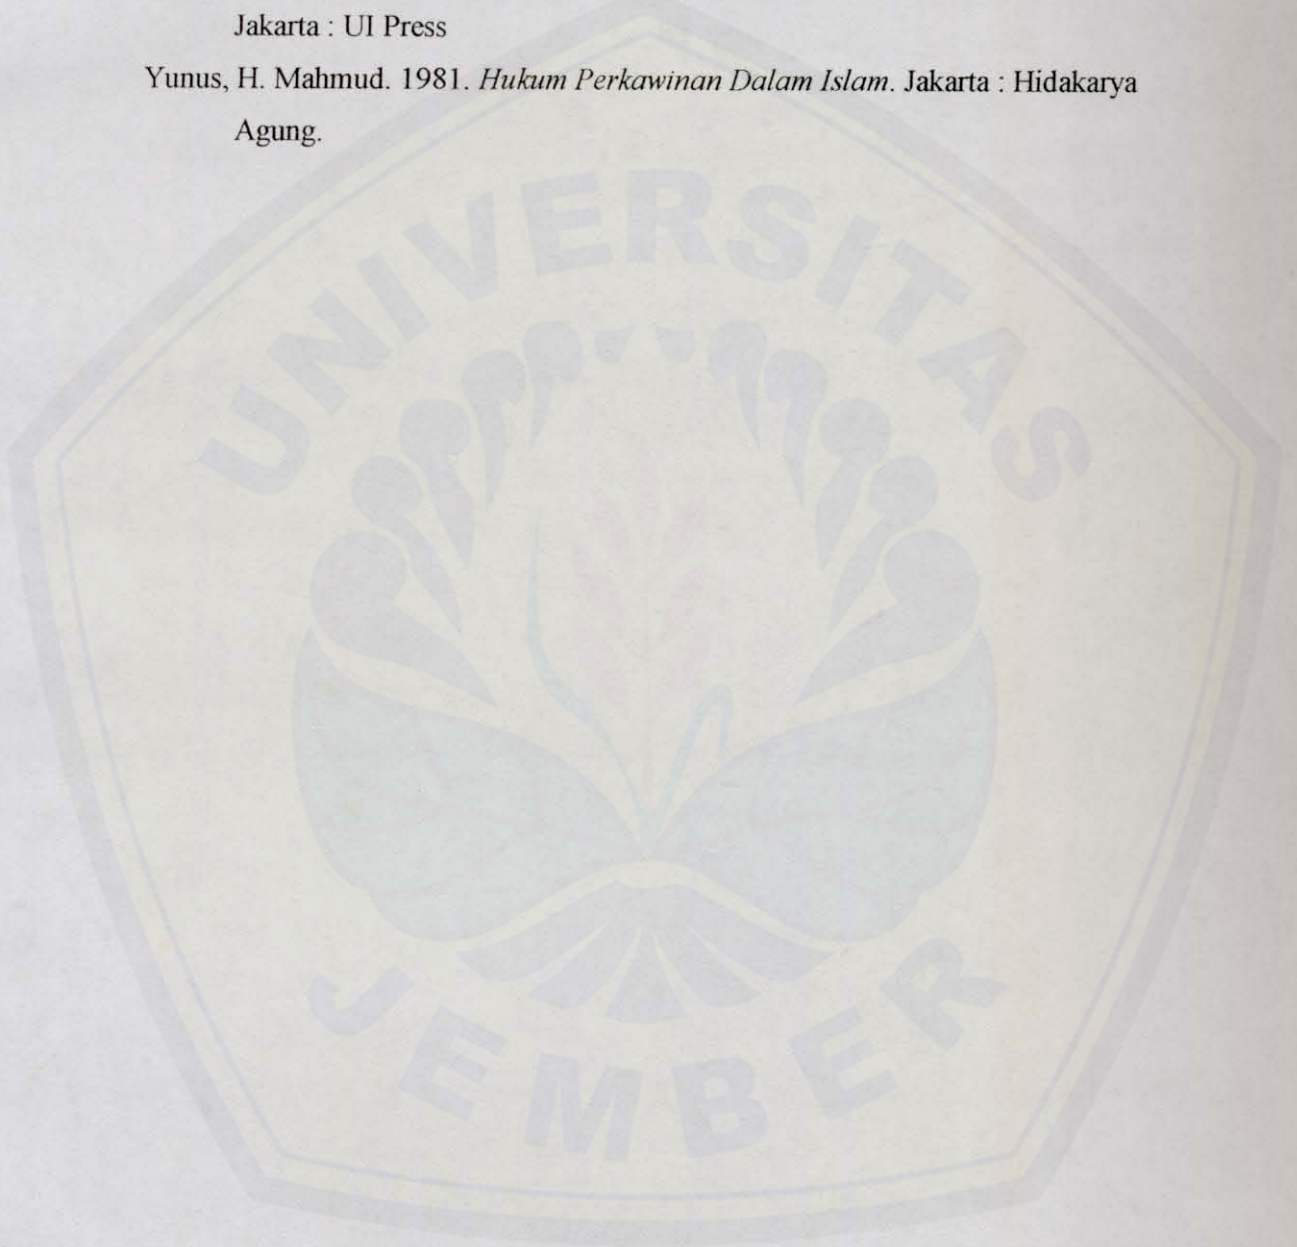 Jakarta : UI Press
Yunus, H. Mahmud. 1981. Hukum Perkawinan Dalam Islam. Jakarta : Hidakarya
Agung.
UNIVERSITAS
JEMBER